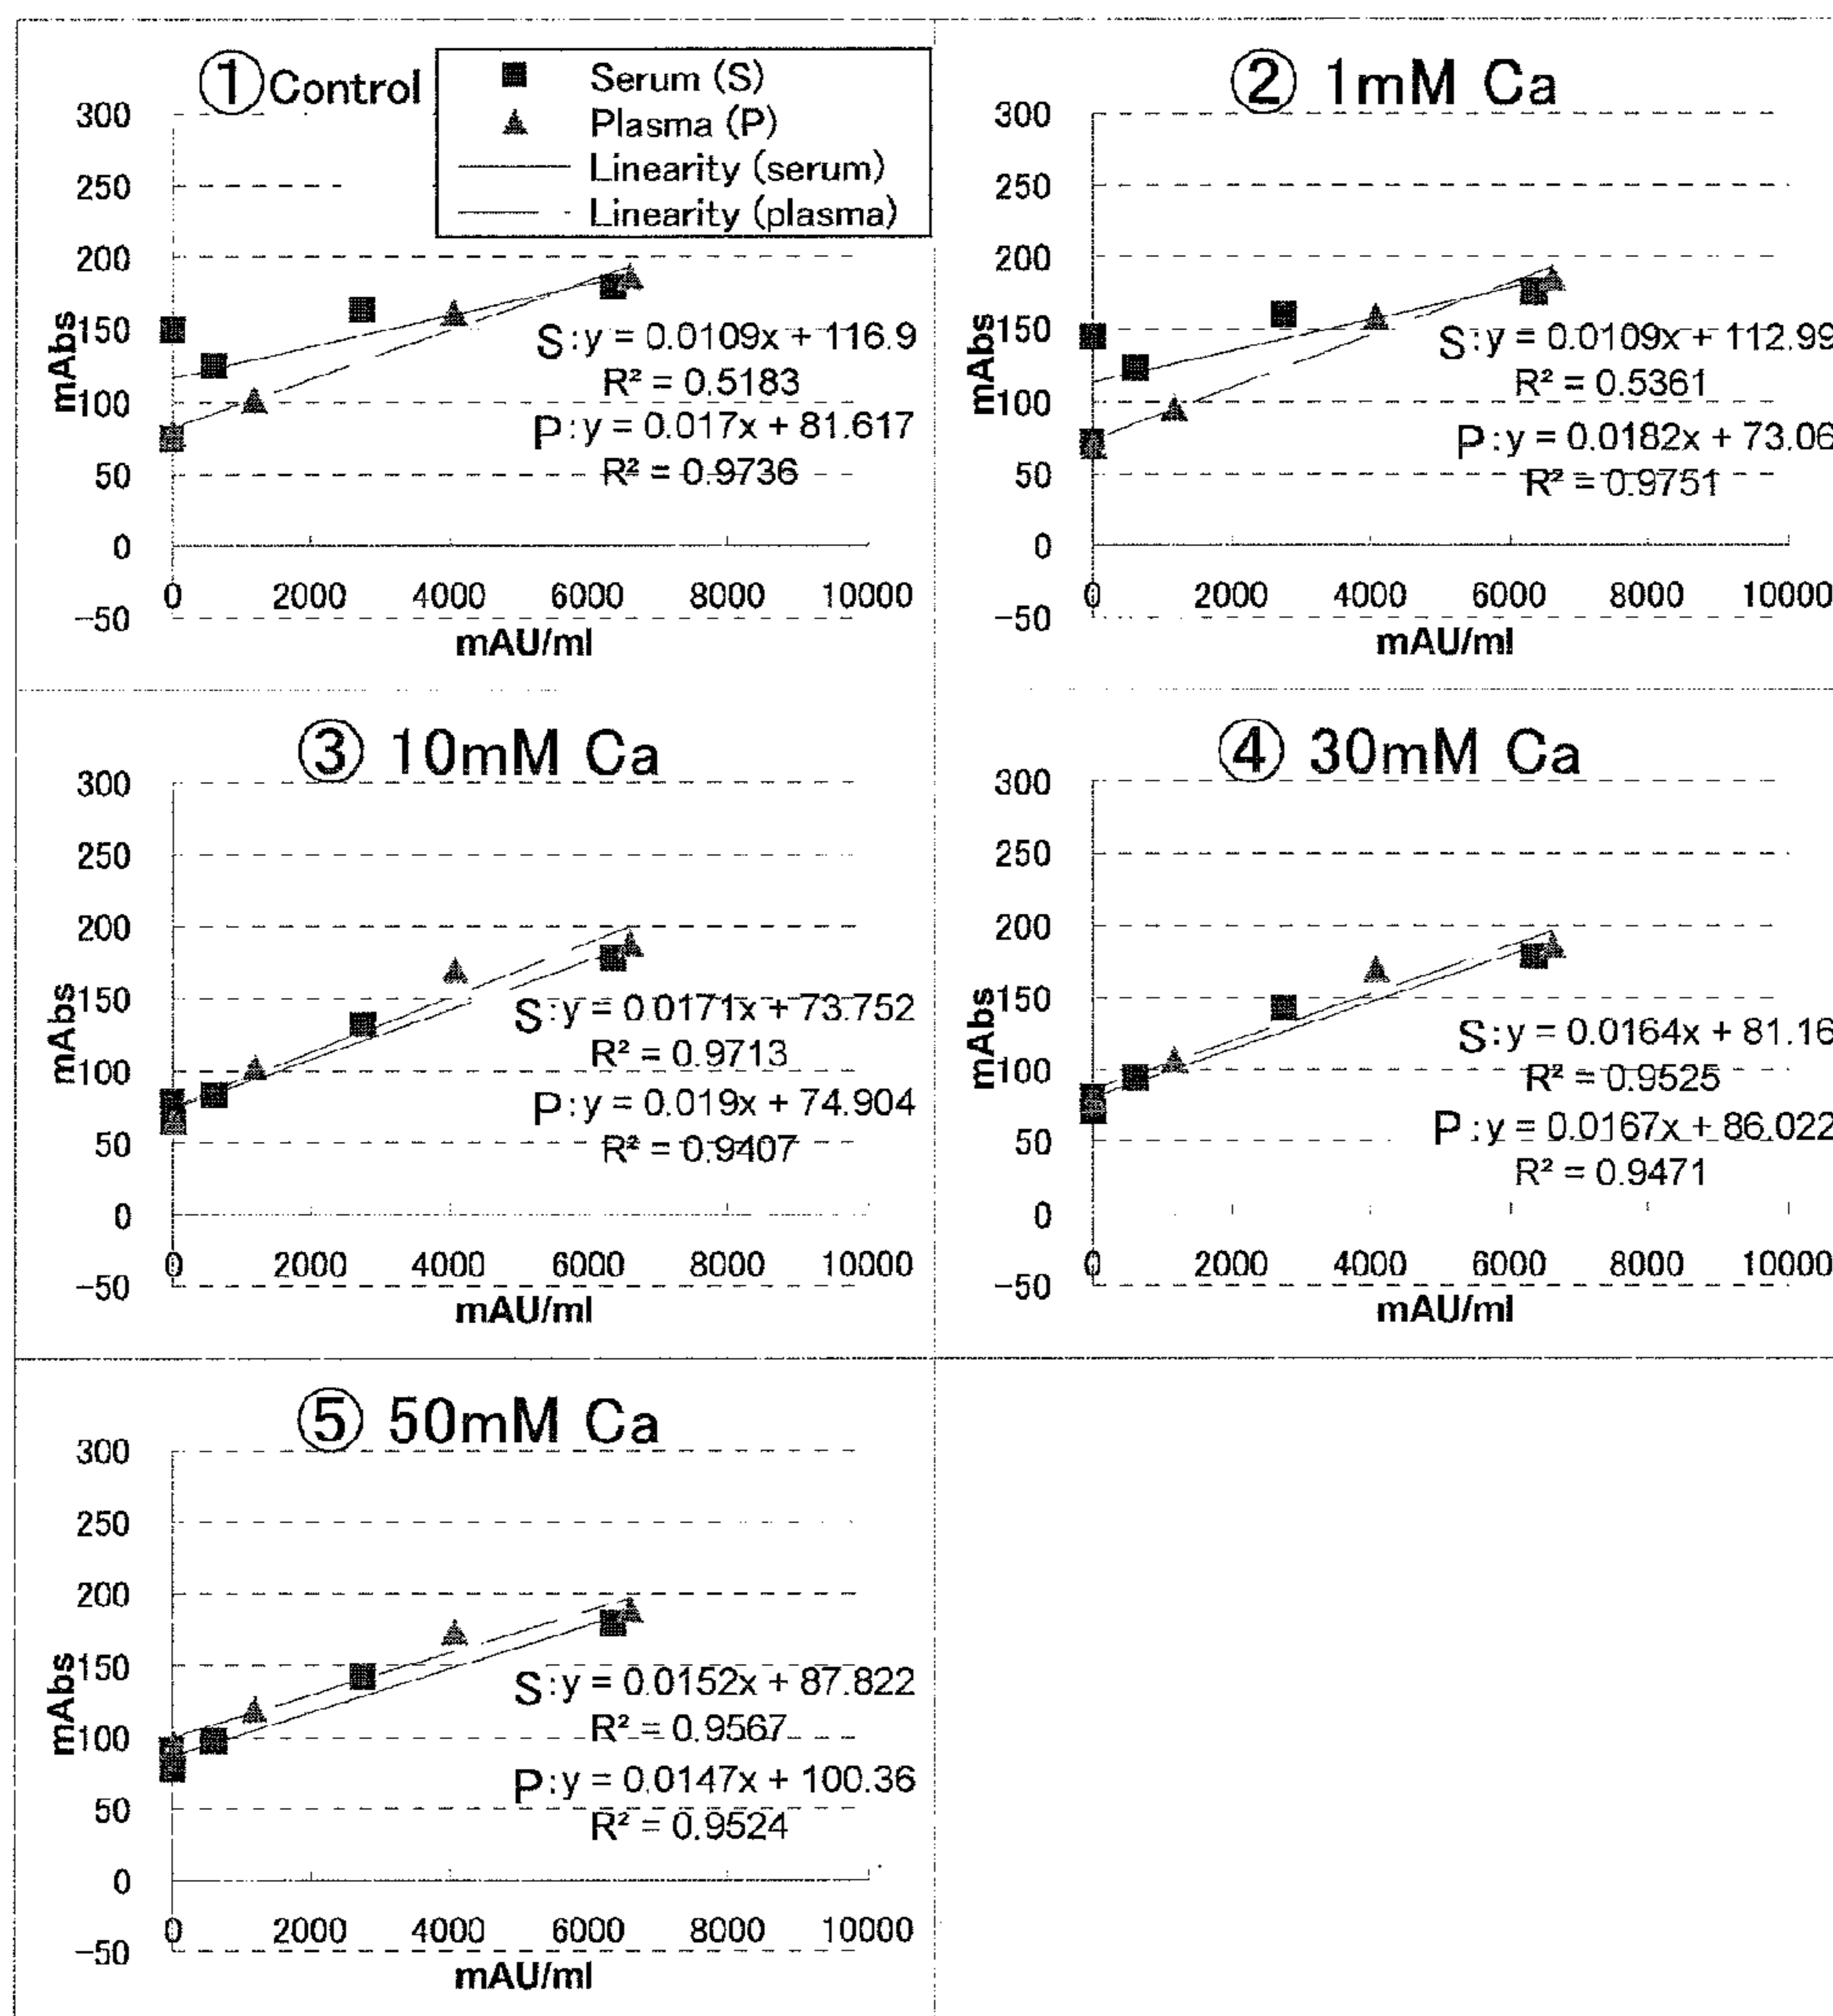 ① Control
Serum (S)
Plasma (P)
Linearity (serum)
Linearity (plasma)
300
250
200
150
100
50
0
−50
mAbs
S:y = 0.0109x + 116.9
R² = 0.5183
P:y = 0.017x + 81.617
R² = 0.9736
0 2000 4000 6000 8000 10000
mAU/ml
② 1mM Ca
300
250
200
150
100
50
0
−50
mAbs
S:y = 0.0109x + 112.99
R² = 0.5361
P:y = 0.0182x + 73.06
R² = 0.9751
0 2000 4000 6000 8000 10000
mAU/ml
③ 10mM Ca
300
250
200
150
100
50
0
−50
mAbs
S:y = 0.0171x + 73.752
R² = 0.9713
P:y = 0.019x + 74.904
R² = 0.9407
0 2000 4000 6000 8000 10000
mAU/ml
④ 30mM Ca
300
250
200
150
100
50
0
−50
mAbs
S:y = 0.0164x + 81.16
R² = 0.9525
P:y = 0.0167x + 86.022
R² = 0.9471
0 2000 4000 6000 8000 10000
mAU/ml
⑤ 50mM Ca
300
250
200
150
100
50
0
−50
mAbs
S:y = 0.0152x + 87.822
R² = 0.9567
P:y = 0.0147x + 100.36
R² = 0.9524
0 2000 4000 6000 8000 10000
mAU/ml